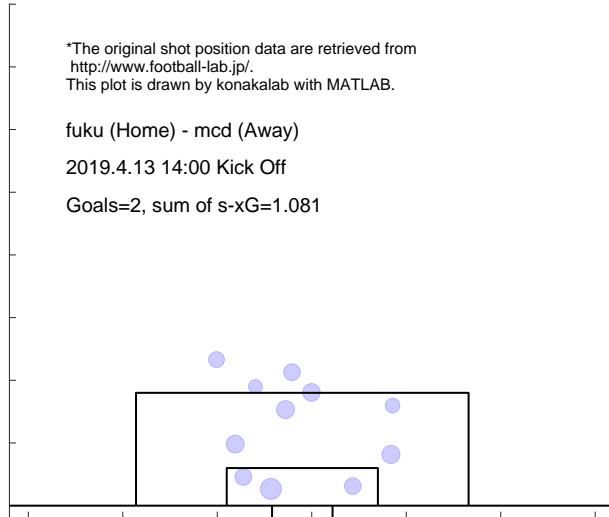 *The original shot position data are retrieved from
http://www.football-lab.jp/.
This plot is drawn by konakalab with MATLAB.
fuku (Home) - mcd (Away)
2019.4.13 14:00 Kick Off
Goals=2, sum of s-xG=1.081